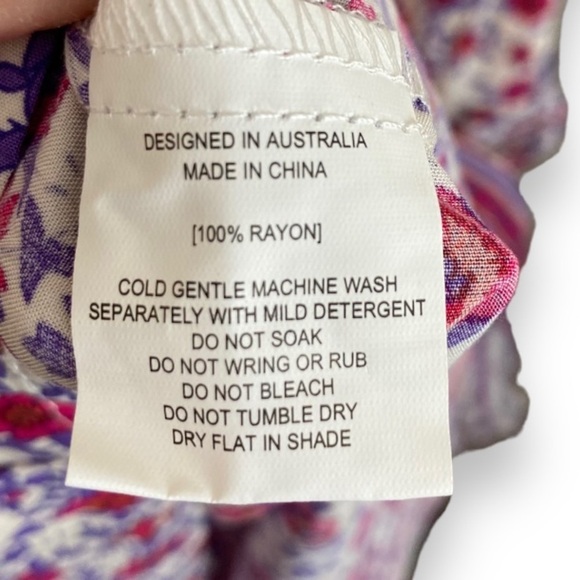 DESIGNED IN AUSTRALIA
MADE IN CHINA
[100% RAYON]
COLD GENTLE MACHINE WASH
SEPARATELY WITH MILD DETERGENT
DO NOT SOAK
DO NOT WRING OR RUB
DO NOT BLEACH
DO NOT TUMBLE DRY
DRY FLAT IN SHADE